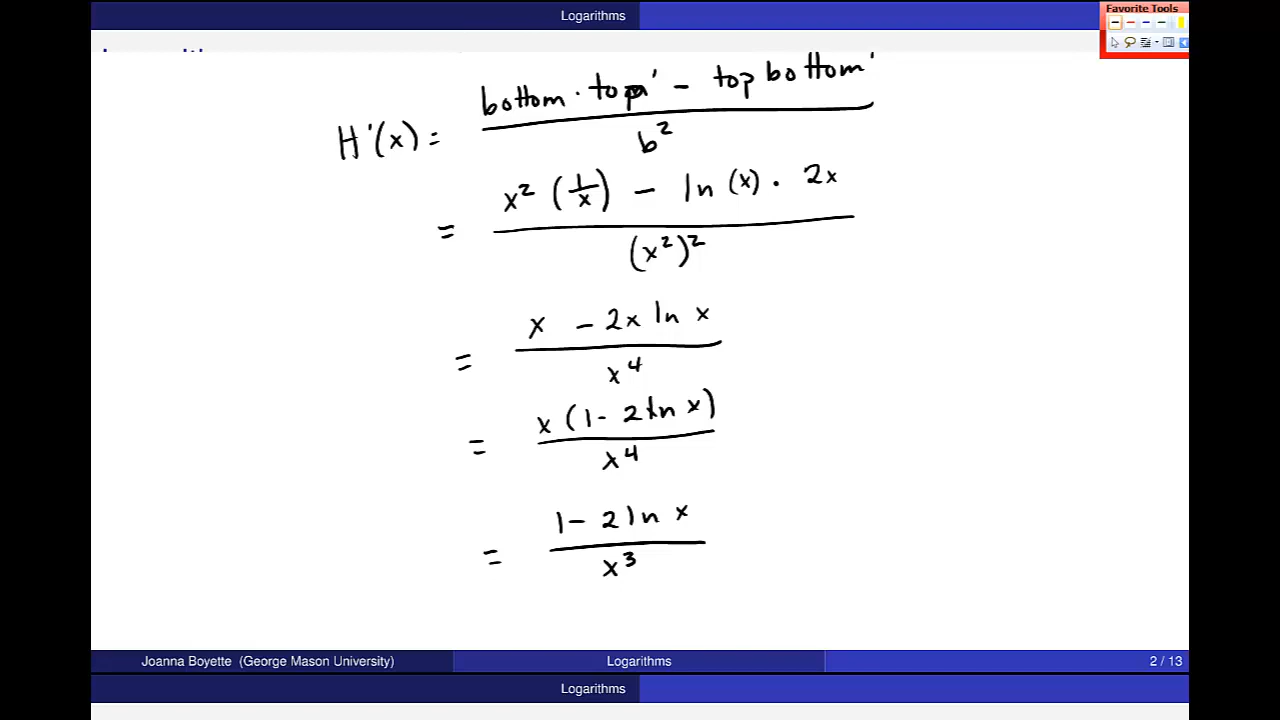 Logarithms
Favorite Tools
bottom · top' - top bottom'
H'(x) =
b²
x² (1/x) - ln (x) · 2x
=
(x²)²
x - 2x ln x
=
x⁴
x (1 - 2 ln x)
=
x⁴
1 - 2 ln x
=
x³
Joanna Boyette (George Mason University) Logarithms 2 / 13
Logarithms